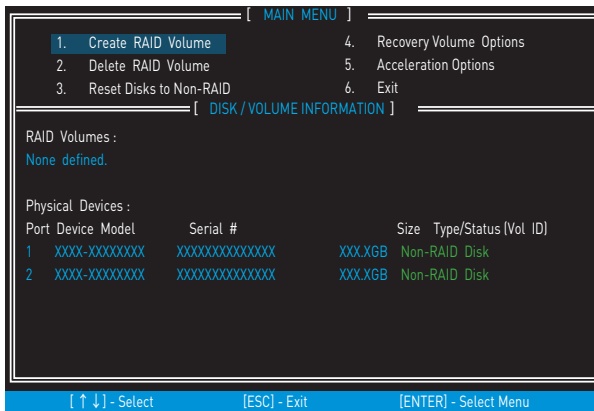 [ MAIN MENU ]
1. Create RAID Volume 4. Recovery Volume Options
2. Delete RAID Volume 5. Acceleration Options
3. Reset Disks to Non-RAID 6. Exit
[ DISK / VOLUME INFORMATION ]
RAID Volumes :
None defined.
Physical Devices :
Port Device Model Serial # Size Type/Status (Vol ID)
1 XXXX-XXXXXXXX XXXXXXXXXXXXXX XXX.XGB Non-RAID Disk
2 XXXX-XXXXXXXX XXXXXXXXXXXXXX XXX.XGB Non-RAID Disk
[ ↑↓ ] - Select [ESC] - Exit [ENTER] - Select Menu